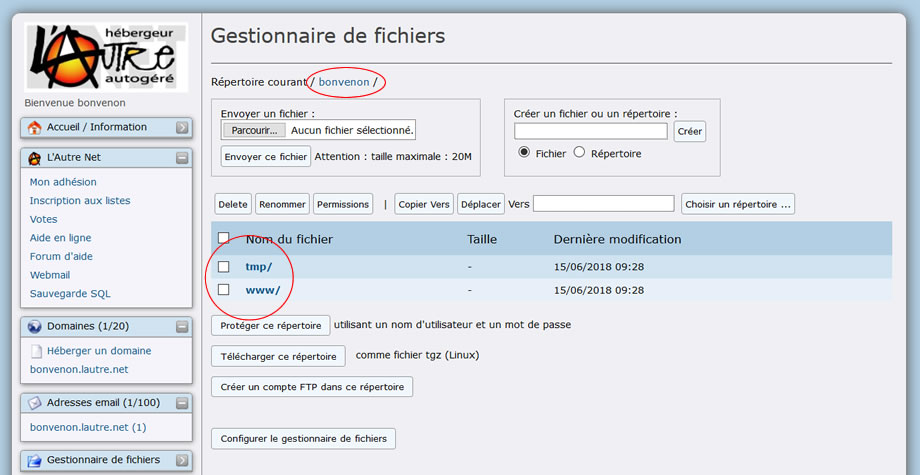 hébergeur
L'AUTRE
autogéré
Bienvenue bonvenon
Accueil / Information
L'Autre Net
Mon adhésion
Inscription aux listes
Votes
Aide en ligne
Forum d'aide
Webmail
Sauvegarde SQL
Domaines (1/20)
Héberger un domaine
bonvenon.lautre.net
Adresses email (1/100)
bonvenon.lautre.net (1)
Gestionnaire de fichiers
Gestionnaire de fichiers
Répertoire courant / bonvenon /
Envoyer un fichier :
Parcourir... Aucun fichier sélectionné.
Envoyer ce fichier Attention : taille maximale : 20M
Créer un fichier ou un répertoire :
Créer
Fichier Répertoire
Delete Renommer Permissions | Copier Vers Déplacer Vers Choisir un répertoire ...
Nom du fichier Taille Dernière modification
tmp/ - 15/06/2018 09:28
www/ - 15/06/2018 09:28
Protéger ce répertoire utilisant un nom d'utilisateur et un mot de passe
Télécharger ce répertoire comme fichier tgz (Linux)
Créer un compte FTP dans ce répertoire
Configurer le gestionnaire de fichiers